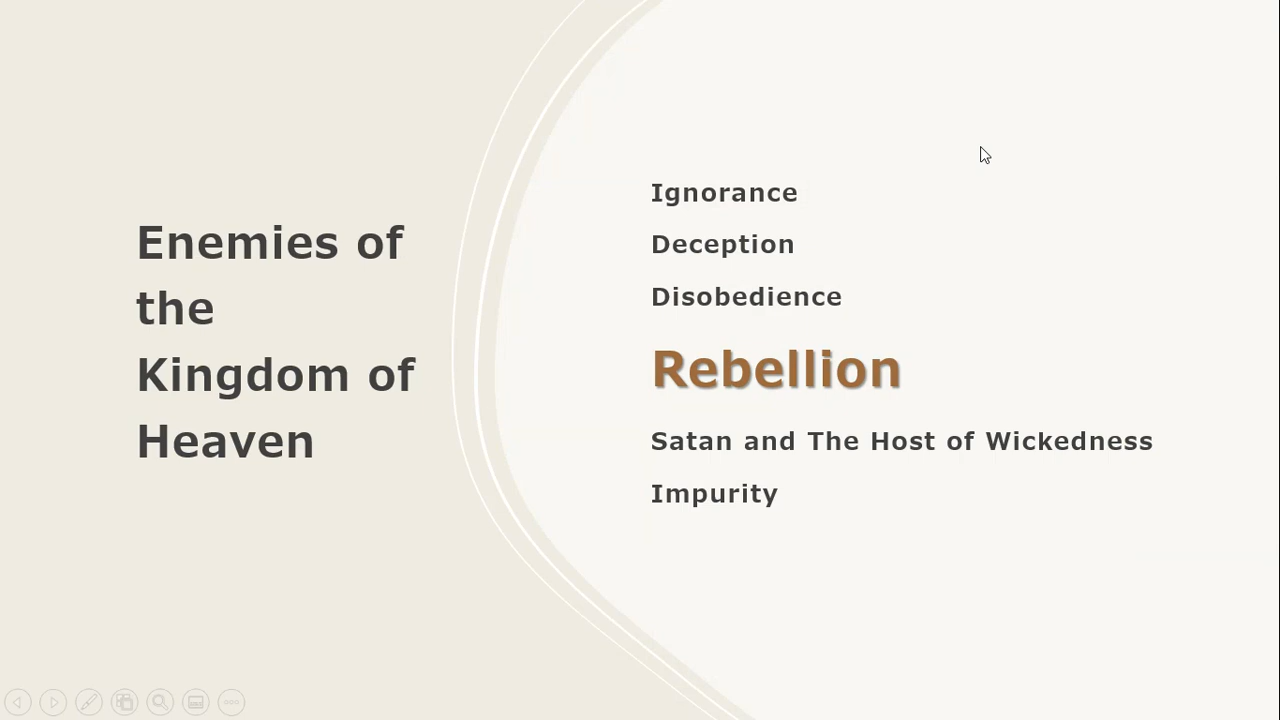 Enemies of
the
Kingdom of
Heaven
Ignorance
Deception
Disobedience
Rebellion
Satan and The Host of Wickedness
Impurity